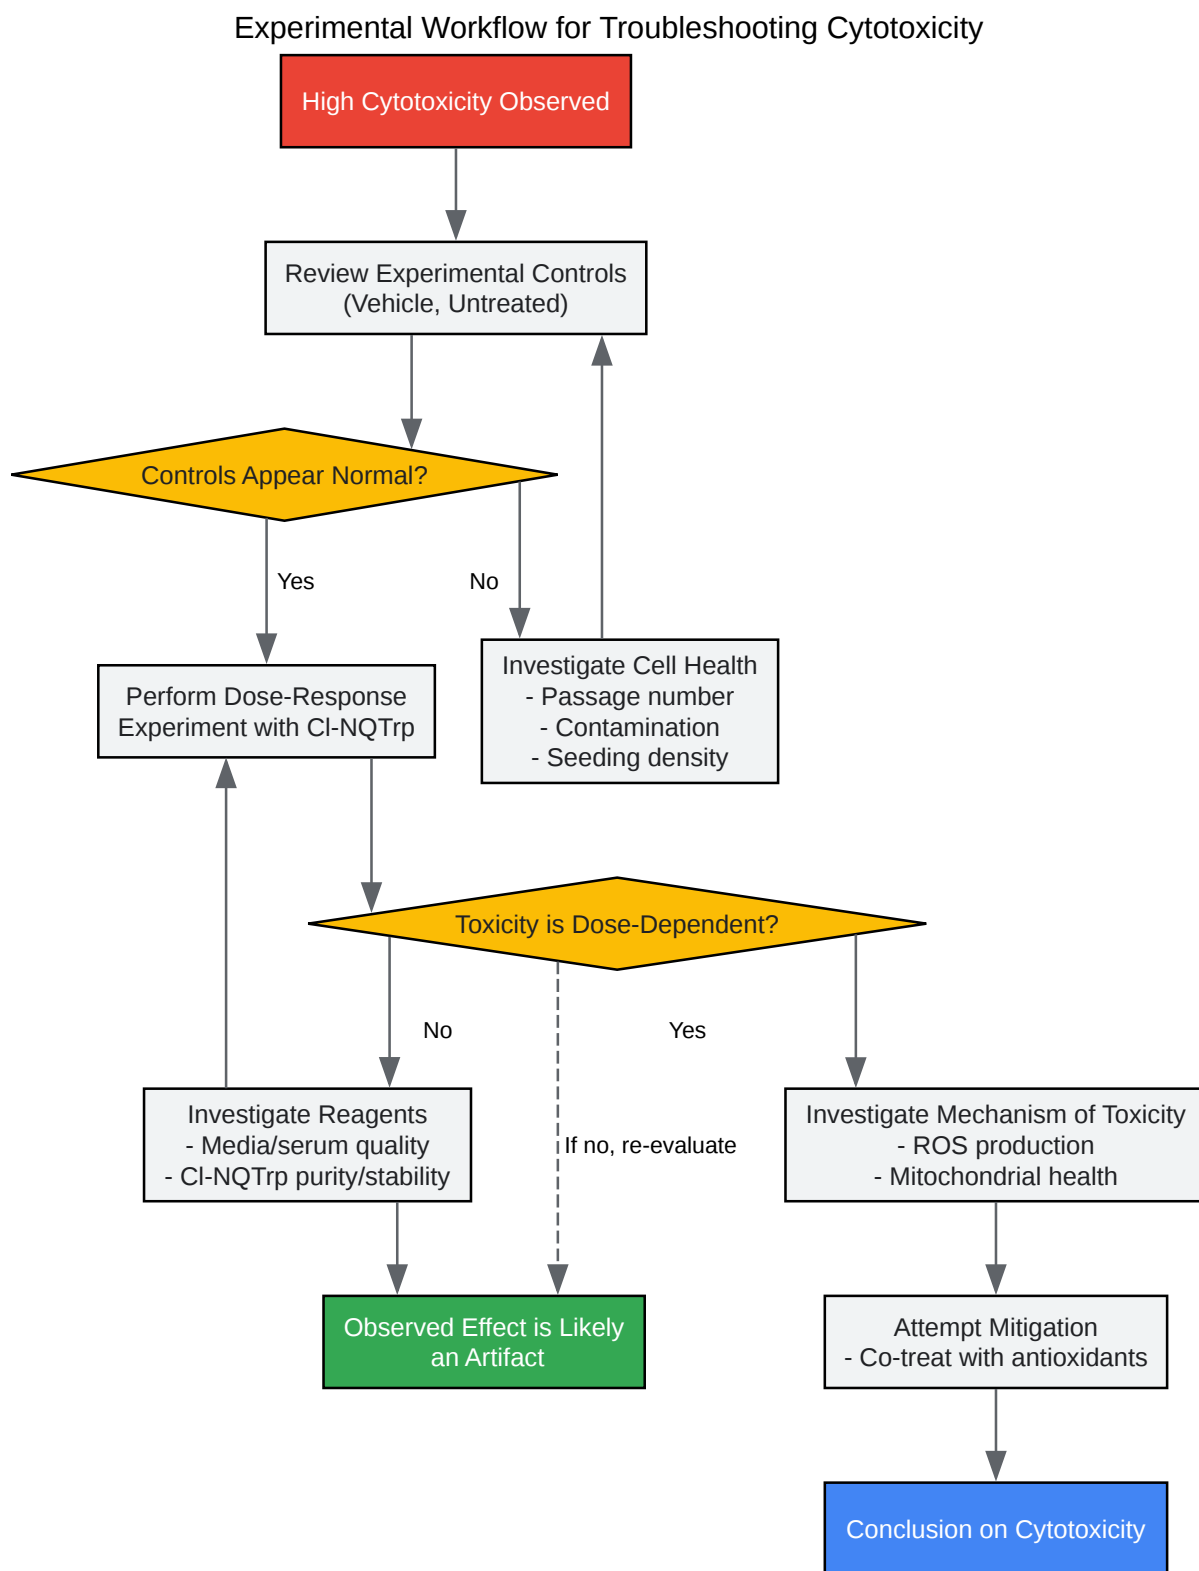 Experimental Workflow for Troubleshooting Cytotoxicity
High Cytotoxicity Observed
Review Experimental Controls
(Vehicle, Untreated)
Controls Appear Normal?
Yes
No
Perform Dose-Response
Experiment with Cl-NQTrp
Investigate Cell Health
- Passage number
- Contamination
- Seeding density
Toxicity is Dose-Dependent?
No
Yes
Investigate Reagents
- Media/serum quality
- Cl-NQTrp purity/stability
If no, re-evaluate
Investigate Mechanism of Toxicity
- ROS production
- Mitochondrial health
Observed Effect is Likely
an Artifact
Attempt Mitigation
- Co-treat with antioxidants
Conclusion on Cytotoxicity